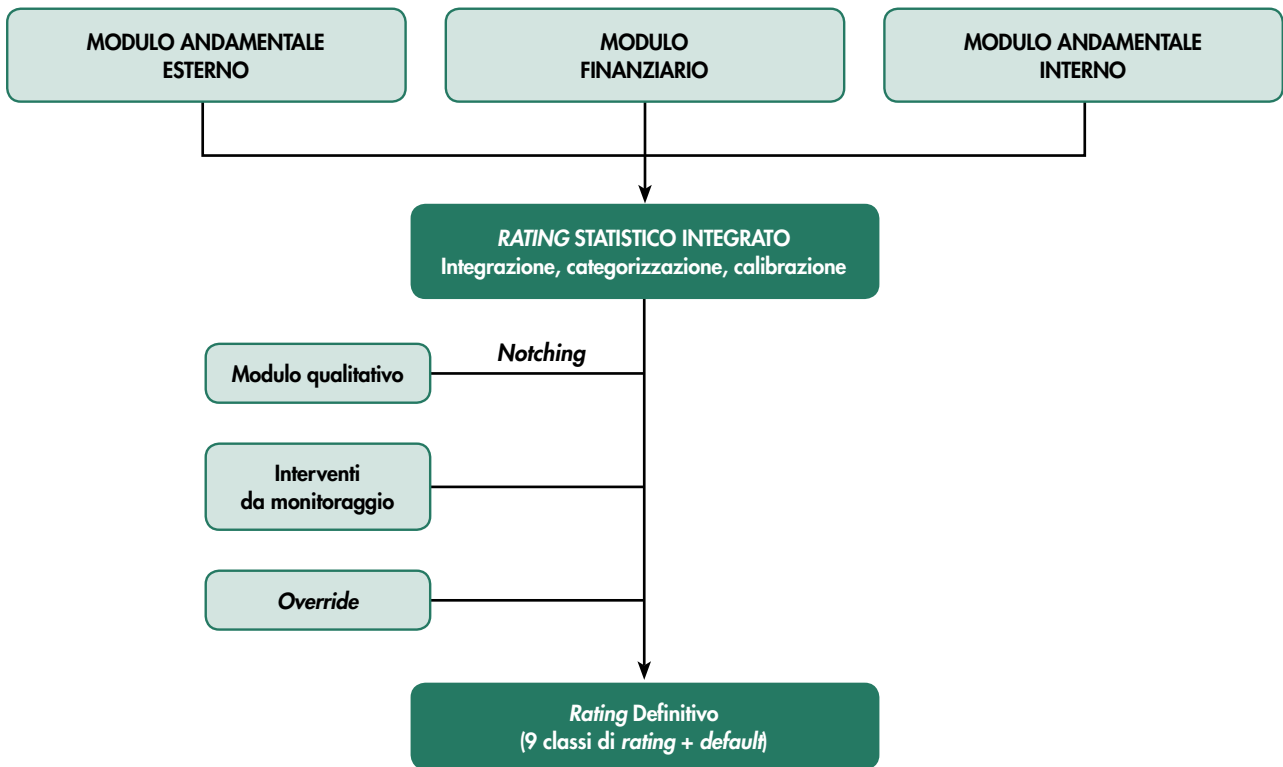 MODULO ANDAMENTALE
ESTERNO
MODULO
FINANZIARIO
MODULO ANDAMENTALE
INTERNO
RATING STATISTICO INTEGRATO
Integrazione, categorizzazione, calibrazione
Notching
Modulo qualitativo
Interventi
da monitoraggio
Override
Rating Definitivo
(9 classi di rating + default)